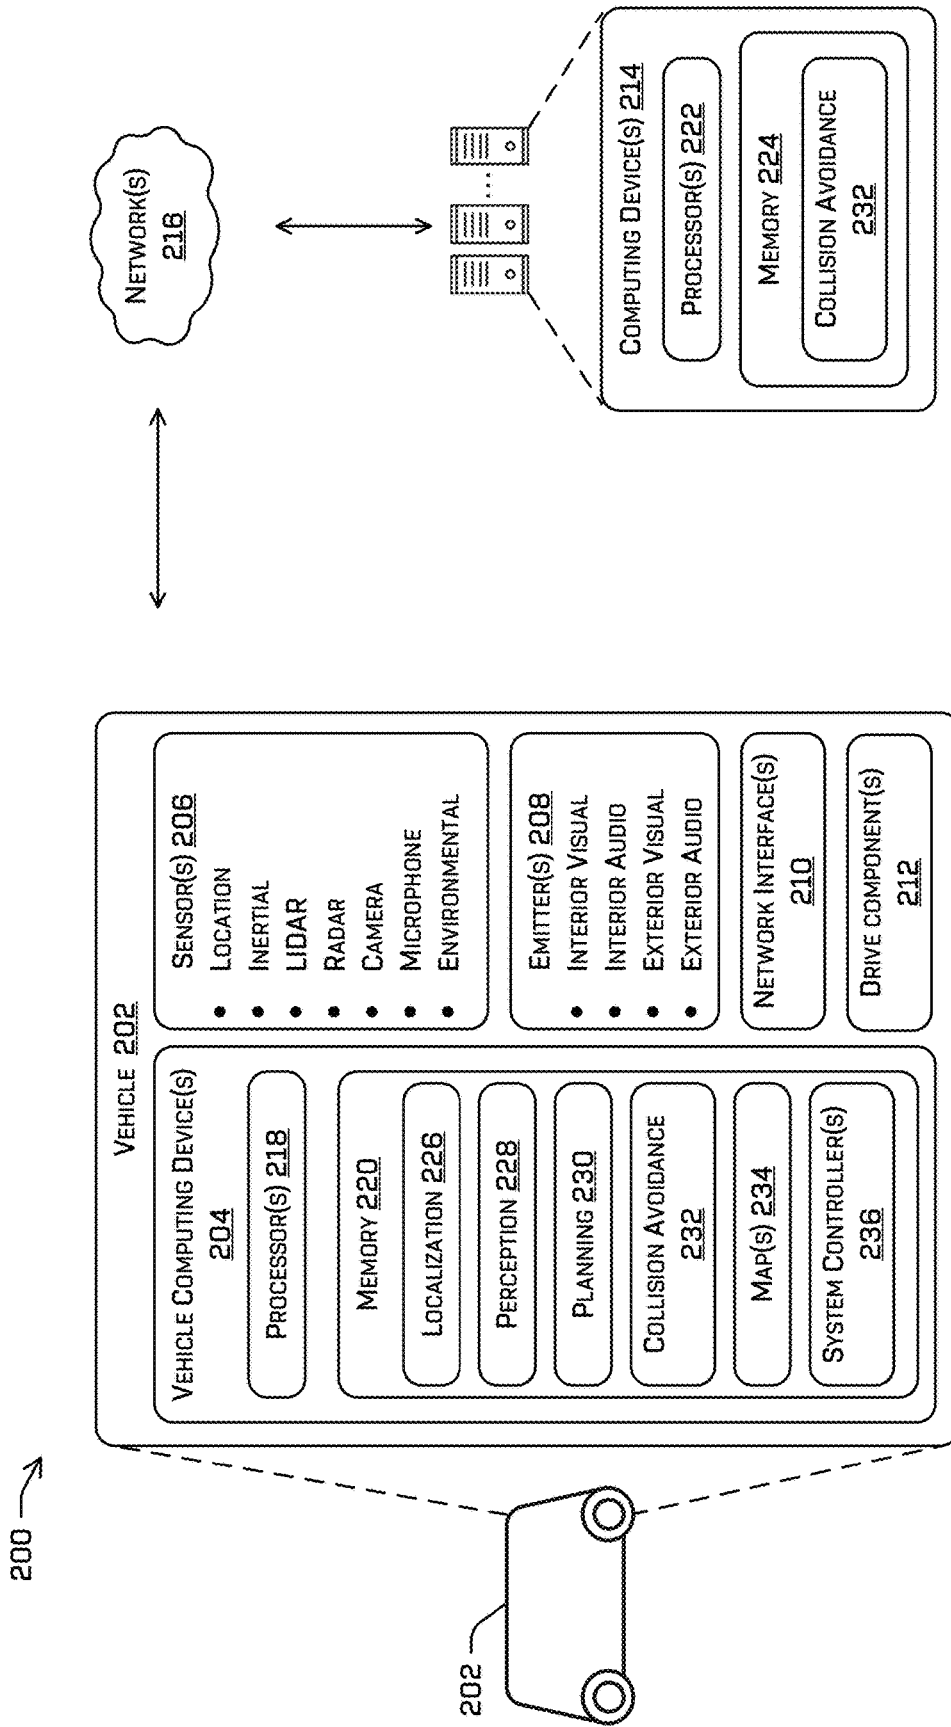 200
202
VEHICLE 202
VEHICLE COMPUTING DEVICE(S)
204
PROCESSOR(S) 218
MEMORY 220
LOCALIZATION 226
PERCEPTION 228
PLANNING 230
COLLISION AVOIDANCE
232
MAP(S) 234
SYSTEM CONTROLLER(S)
236
SENSOR(S) 206
• LOCATION
• INERTIAL
• LIDAR
• RADAR
• CAMERA
• MICROPHONE
• ENVIRONMENTAL
EMITTER(S) 208
• INTERIOR VISUAL
• INTERIOR AUDIO
• EXTERIOR VISUAL
• EXTERIOR AUDIO
NETWORK INTERFACE(S)
210
DRIVE COMPONENT(S)
212
NETWORK(S)
216
COMPUTING DEVICE(S) 214
PROCESSOR(S) 222
MEMORY 224
COLLISION AVOIDANCE
232